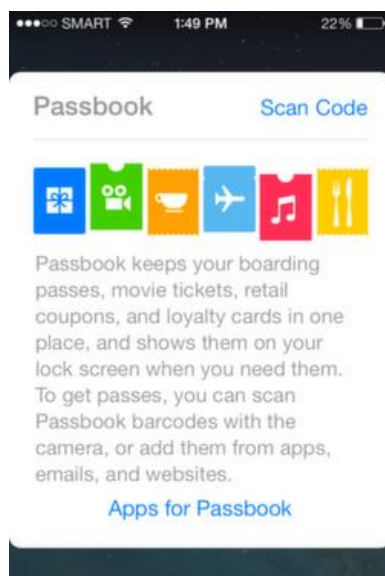 SMART 1:49 PM 22%
Passbook Scan Code
Passbook keeps your boarding
passes, movie tickets, retail
coupons, and loyalty cards in one
place, and shows them on your
lock screen when you need them.
To get passes, you can scan
Passbook barcodes with the
camera, or add them from apps,
emails, and websites.
Apps for Passbook